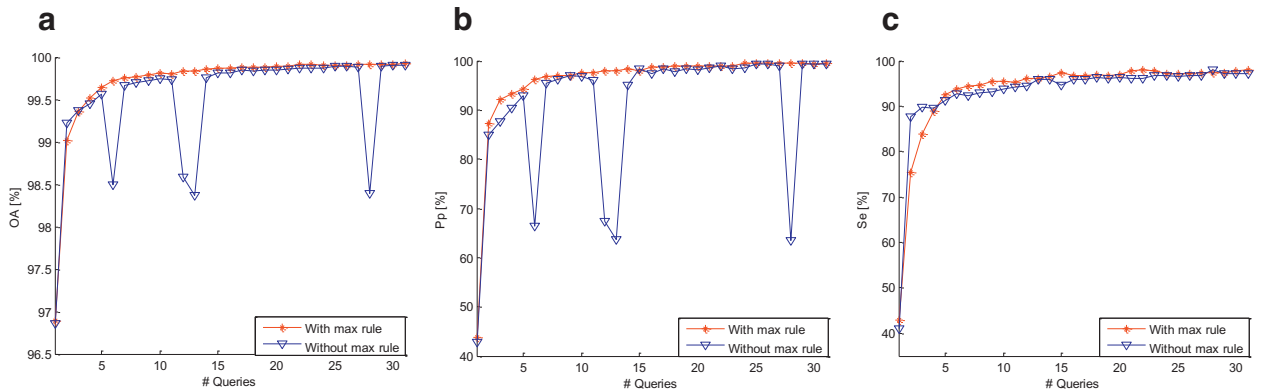 a
OA [%]
100
99.5
99
98.5
98
97.5
97
96.5
5 10 15 20 25 30
# Queries
With max rule
Without max rule
b
Pp [%]
100
90
80
70
60
50
40
5 10 15 20 25 30
# Queries
With max rule
Without max rule
c
Se [%]
100
90
80
70
60
50
40
5 10 15 20 25 30
# Queries
With max rule
Without max rule